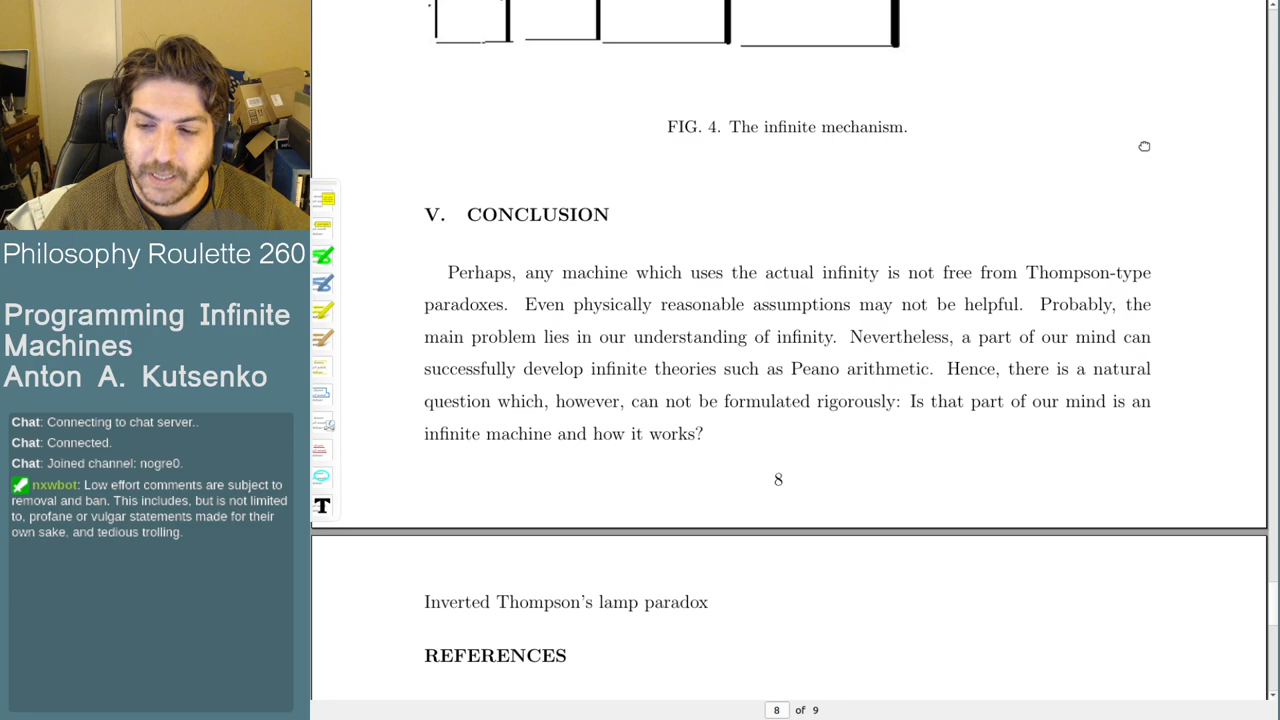 FIG. 4. The infinite mechanism.
V. CONCLUSION
Perhaps, any machine which uses the actual infinity is not free from Thompson-type
paradoxes. Even physically reasonable assumptions may not be helpful. Probably, the
main problem lies in our understanding of infinity. Nevertheless, a part of our mind can
successfully develop infinite theories such as Peano arithmetic. Hence, there is a natural
question which, however, can not be formulated rigorously: Is that part of our mind is an
infinite machine and how it works?
8
Inverted Thompson's lamp paradox
REFERENCES
8 of 9
T
Philosophy Roulette 260
Programming Infinite
Machines
Anton A. Kutsenko
Chat: Connecting to chat server..
Chat: Connected.
Chat: Joined channel: nogre0.
nxwbot: Low effort comments are subject to
removal and ban. This includes, but is not limited
to, profane or vulgar statements made for their
own sake, and tedious trolling.